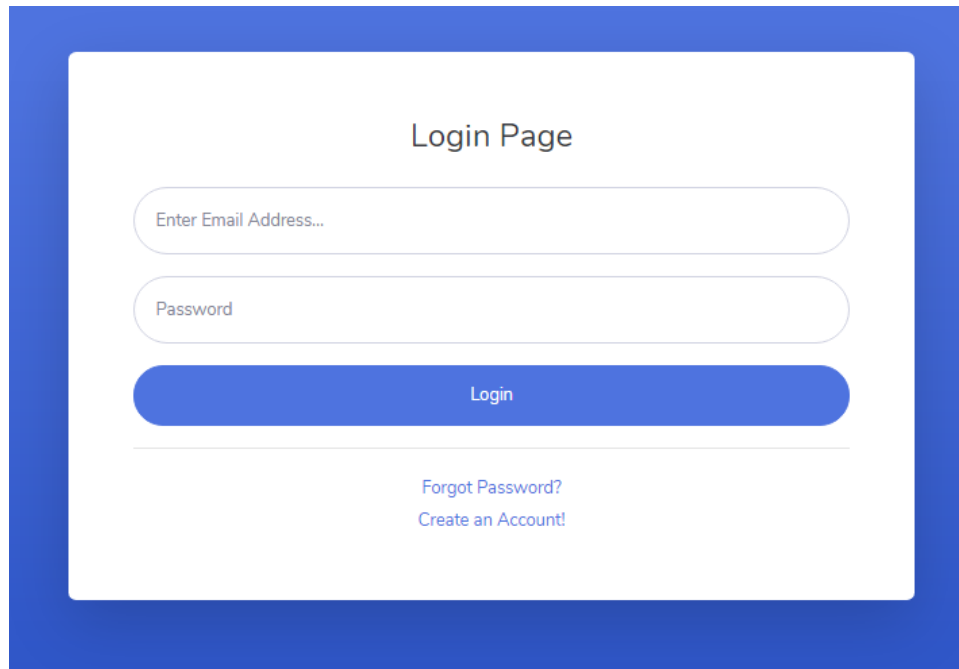 Login Page
Enter Email Address...
Password
Login
Forgot Password?
Create an Account!